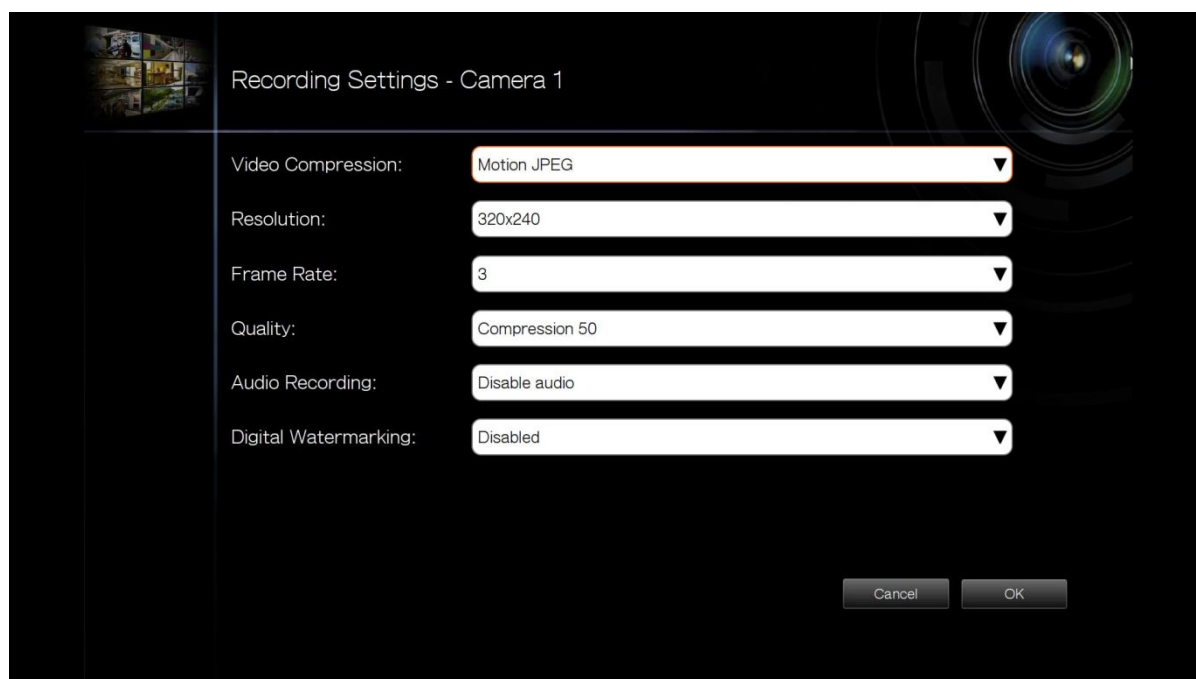 Recording Settings - Camera 1
Video Compression: Motion JPEG
Resolution: 320x240
Frame Rate: 3
Quality: Compression 50
Audio Recording: Disable audio
Digital Watermarking: Disabled
Cancel OK